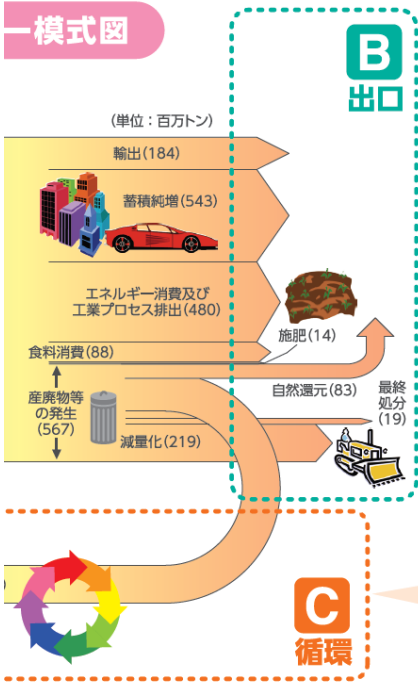 ー模式図
B
出口
(単位：百万トン)
輸出(184)
蓄積純増(543)
エネルギー消費及び
工業プロセス排出(480)
施肥(14)
食料消費(88)
自然還元(83)
産廃物等
の発生
(567)
最終
処分
(19)
減量化(219)
)
C
循環